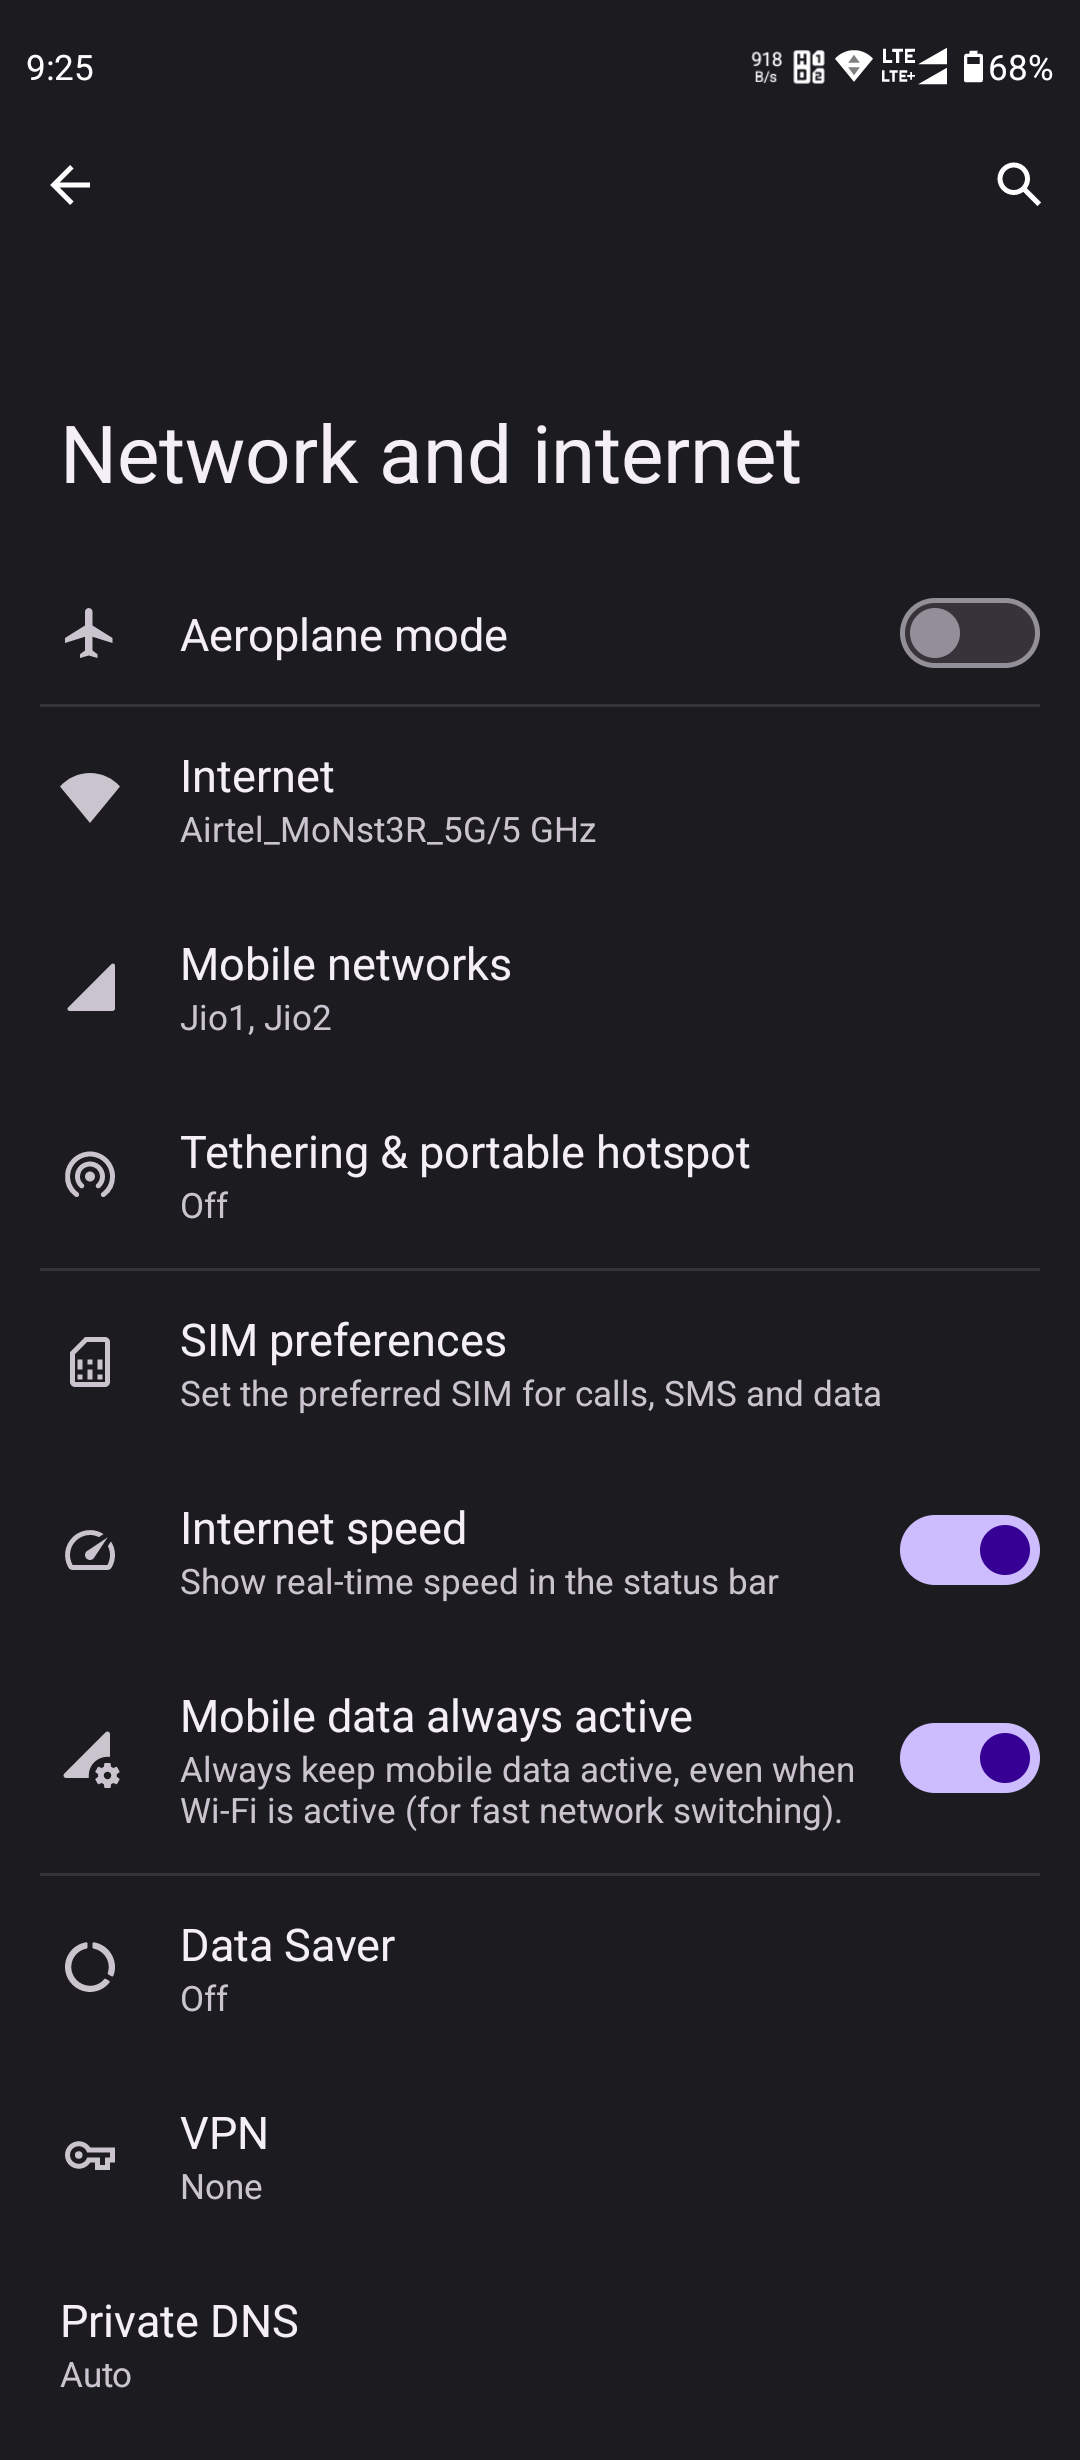 9:25
918
B/s
HD 1 2
LTE
LTE+
68%
Network and internet
Aeroplane mode
Internet
Airtel_MoNst3R_5G/5 GHz
Mobile networks
Jio1, Jio2
Tethering & portable hotspot
Off
SIM preferences
Set the preferred SIM for calls, SMS and data
Internet speed
Show real-time speed in the status bar
Mobile data always active
Always keep mobile data active, even when
Wi-Fi is active (for fast network switching).
Data Saver
Off
VPN
None
Private DNS
Auto